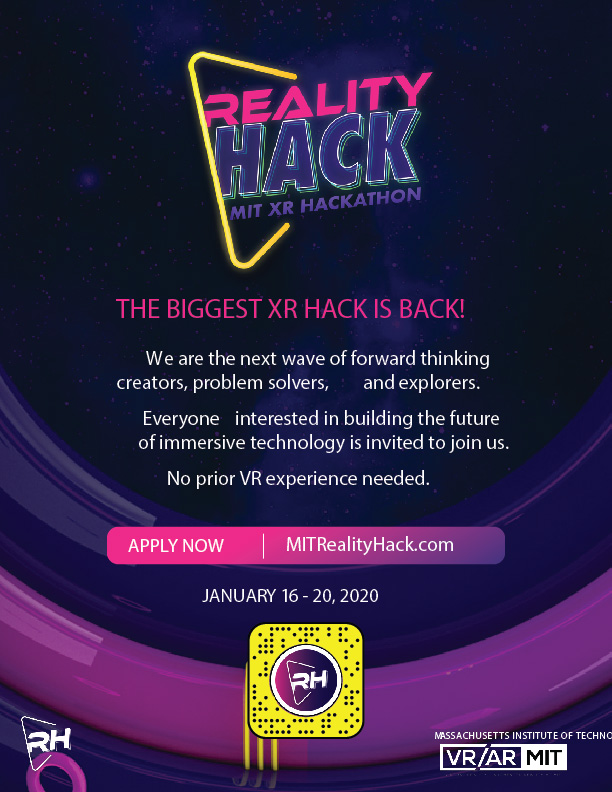 REALITY
HACK
MIT XR HACKATHON
THE BIGGEST XR HACK IS BACK!
We are the next wave of forward thinking
creators, problem solvers, and explorers.
Everyone interested in building the future
of immersive technology is invited to join us.
No prior VR experience needed.
APPLY NOW MITRealityHack.com
JANUARY 16 - 20, 2020
RH
RH
MASSACHUSETTS INSTITUTE OF TECHNO
VR/AR MIT